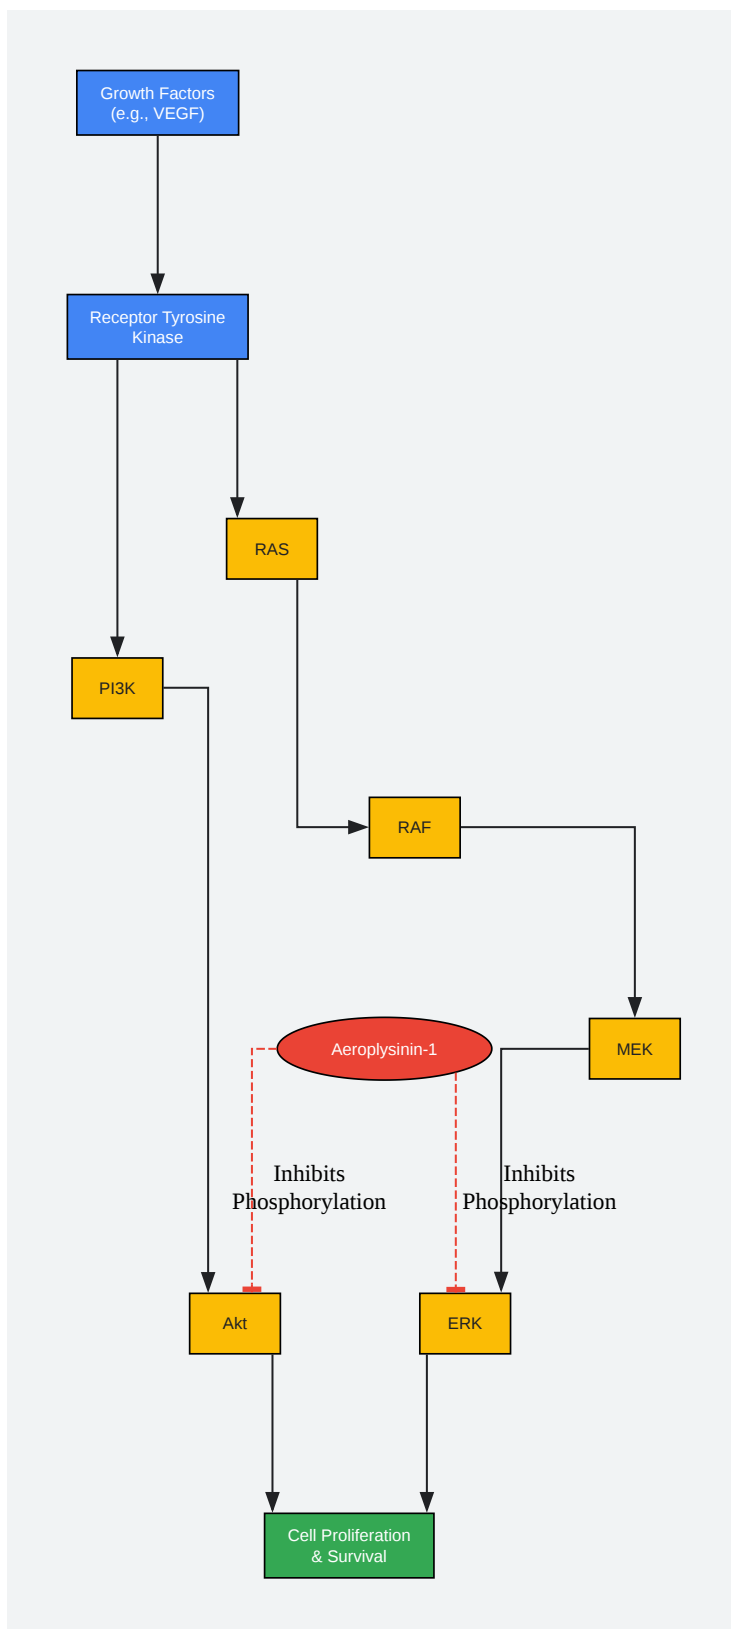 Growth Factors
(e.g., VEGF)
Receptor Tyrosine
Kinase
RAS
PI3K
RAF
Aeroplysinin-1
MEK
Inhibits
Phosphorylation
Inhibits
Phosphorylation
Akt
ERK
Cell Proliferation
& Survival